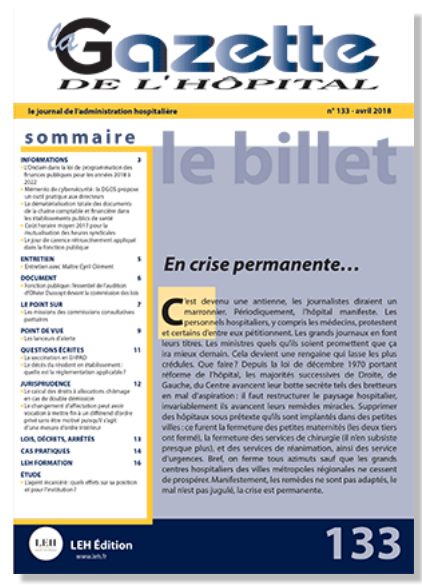 la
Gazette
DE L'HÔPITAL
le journal de l'administration hospitalière
n° 133 - avril 2018
sommaire
INFORMATIONS 3
L'Ondam dans la loi de programmation des
finances publiques pour les années 2018 à
2022
Mémento de cybersécurité : la DGOS propose
un outil pratique aux directeurs
La dématérialisation totale des documents
de la chaîne comptable et financière dans
les établissements publics de santé
Coût horaire moyen 2017 pour la
mutualisation des heures syndicales
Le jour de carence rétroactivement appliqué
dans la fonction publique
ENTRETIEN 5
Entretien avec Maître Cyril Clément
DOCUMENT 6
Fonction publique : l'essentiel de l'audition
d'Olivier Dussopt devant la commission des lois
LE POINT SUR 7
Les missions des commissions consultatives
paritaires
POINT DE VUE 9
Les lanceurs d'alerte
QUESTIONS ÉCRITES 11
La vaccination en EHPAD
Le décès du résident en établissement :
quelle est la réglementation applicable ?
JURISPRUDENCE 12
Le calcul des droits à allocations chômage
en cas de double démission
Le changement d'affectation peut avoir
vocation à mettre fin à un différend d'ordre
privé sans être motivé puisqu'il s'agit
d'une mesure d'ordre intérieur
LOIS, DÉCRETS, ARRÊTÉS 13
CAS PRATIQUES 14
LEH FORMATION 16
ÉTUDE
L'agent incarcéré : quels effets sur sa position
et pour l'institution ?
le billet
En crise permanente...
C'est devenu une antienne, les journalistes diraient un
marronnier. Périodiquement, l'hôpital manifeste. Les
personnels hospitaliers, y compris les médecins, protestent
et certains d'entre eux pétitionnent. Les grands journaux en font
leurs titres. Les ministres quels qu'ils soient promettent que ça
ira mieux demain. Cela devient une rengaine qui lasse les plus
crédules. Que faire ? Depuis la loi de décembre 1970 portant
réforme de l'hôpital, les majorités successives de Droite, de
Gauche, du Centre avancent leur botte secrète tels des bretteurs
en mal d'aspiration : il faut restructurer le paysage hospitalier,
invariablement ils avancent leurs remèdes miracles. Supprimer
des hôpitaux sous prétexte qu'ils sont implantés dans des petites
villes : ce furent la fermeture des petites maternités (les deux tiers
ont fermé), la fermeture des services de chirurgie (il n'en subsiste
presque plus), et des services de réanimation, ainsi des service
d'urgences. Bref, on ferme tous azimuts sauf que les grands
centres hospitaliers des villes métropoles régionales ne cessent
de prospérer. Manifestement, les remèdes ne sont pas adaptés, le
mal n'est pas jugulé, la crise est permanente.
LEH
LEH Édition
www.leh.fr
133